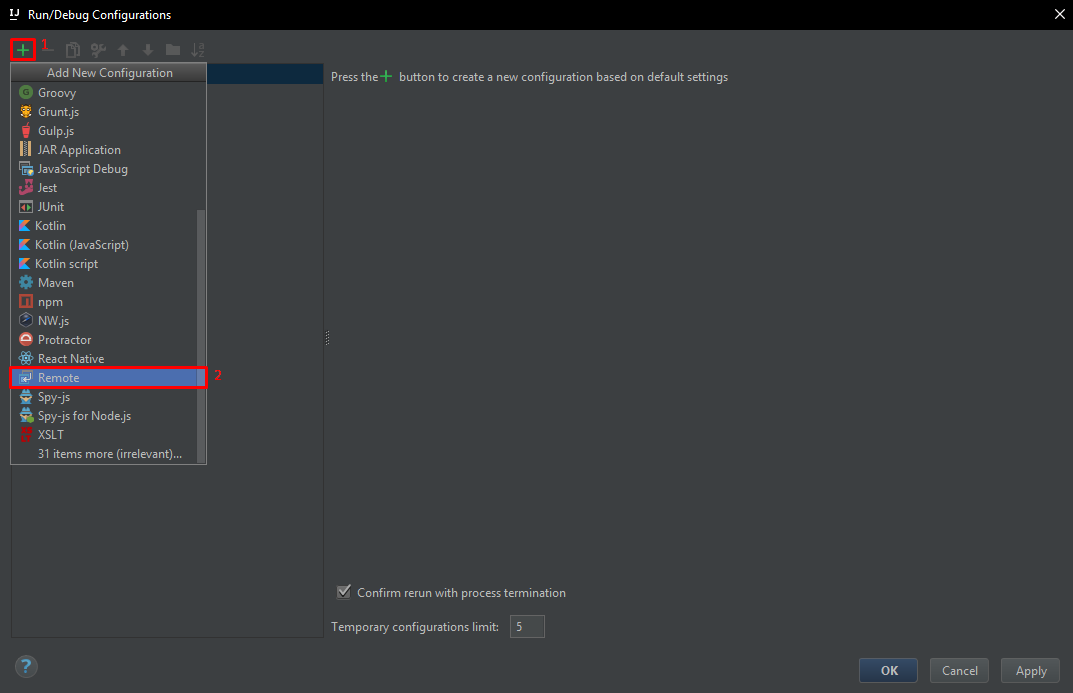 IJ Run/Debug Configurations
1
Add New Configuration
Press the + button to create a new configuration based on default settings
G Groovy
Grunt.js
Gulp.js
JAR Application
JavaScript Debug
Jest
JUnit
Kotlin
Kotlin (JavaScript)
Kotlin script
Maven
npm
NW.js
Protractor
React Native
Remote 2
Spy-js
Spy-js for Node.js
XSLT
31 items more (irrelevant)...
Confirm rerun with process termination
Temporary configurations limit: 5
? OK Cancel Apply